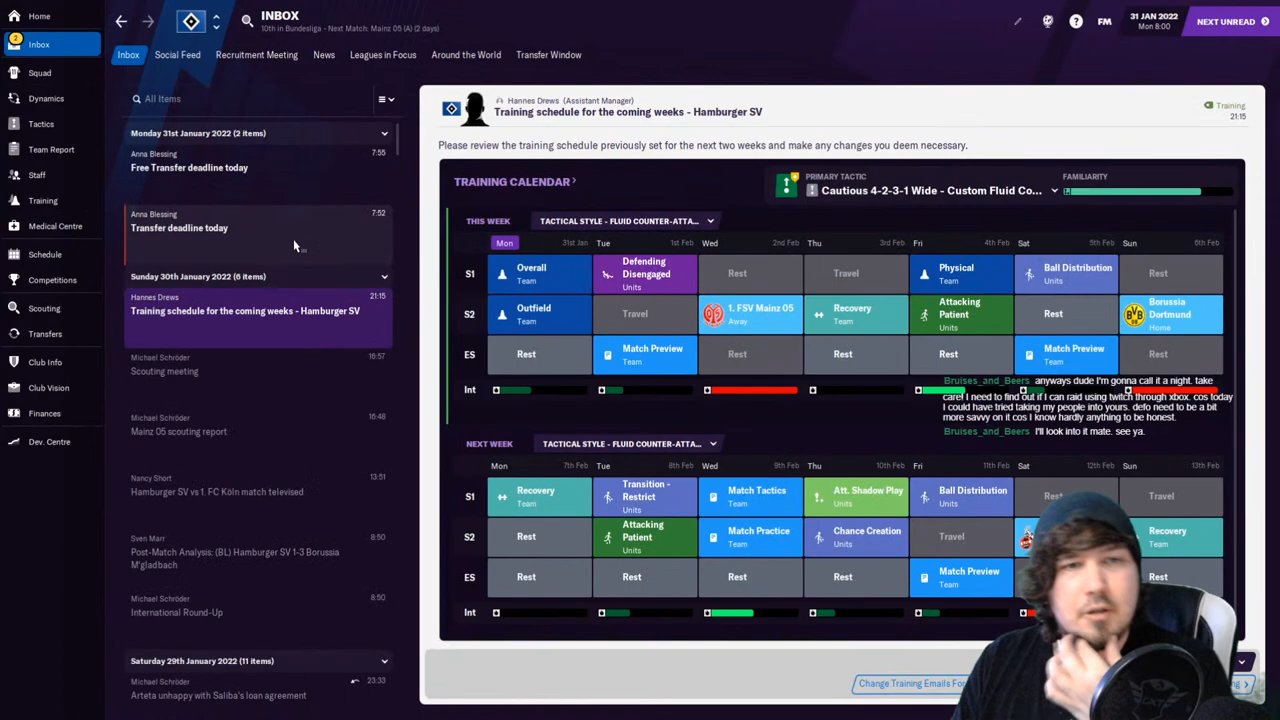 Home
INBOX
10th in Bundesliga - Next Match: Mainz 05 (A) (2 days)
FM
31 JAN 2022
Mon 8:00
NEXT UNREAD
2
Inbox
Squad
Dynamics
Tactics
Team Report
Staff
Training
Medical Centre
Schedule
Competitions
Scouting
Transfers
Club Info
Club Vision
Finances
Dev. Centre
Inbox
Social Feed
Recruitment Meeting
News
Leagues in Focus
Around the World
Transfer Window
All Items
Monday 31st January 2022 (2 items)
Anna Blessing
7:55
Free Transfer deadline today
Anna Blessing
7:52
Transfer deadline today
Sunday 30th January 2022 (6 items)
Hannes Drews
21:15
Training schedule for the coming weeks - Hamburger SV
Michael Schröder
16:57
Scouting meeting
Michael Schröder
16:48
Mainz 05 scouting report
Nancy Short
13:51
Hamburger SV vs 1. FC Köln match televised
Sven Marr
8:50
Post-Match Analysis: (BL) Hamburger SV 1-3 Borussia
M'gladbach
Michael Schröder
8:50
International Round-Up
Saturday 29th January 2022 (11 items)
Michael Schröder
23:33
Arteta unhappy with Saliba's loan agreement
Hannes Drews (Assistant Manager)
Training schedule for the coming weeks - Hamburger SV
Training
21:15
Please review the training schedule previously set for the next two weeks and make any changes you deem necessary.
TRAINING CALENDAR
PRIMARY TACTIC
Cautious 4-2-3-1 Wide - Custom Fluid Co...
FAMILIARITY
THIS WEEK
TACTICAL STYLE - FLUID COUNTER-ATTA...
Mon 31st Jan
Tue 1st Feb
Wed 2nd Feb
Thu 3rd Feb
Fri 4th Feb
Sat 5th Feb
Sun 6th Feb
S1
Overall
Team
Defending
Disengaged
Units
Rest
Travel
Physical
Team
Ball Distribution
Units
Rest
S2
Outfield
Team
Travel
1. FSV Mainz 05
Away
Recovery
Team
Attacking
Patient
Units
Rest
Borussia
Dortmund
Home
ES
Rest
Match Preview
Team
Rest
Rest
Rest
Match Preview
Team
Rest
Int
Bruises_and_Beers anyways dude I'm gonna call it a night. take
care! I need to find out if I can raid using twitch through xbox. cos today
I could have tried taking my people into yours. defo need to be a bit
more savvy on it cos I know hardly anything to be honest.
Bruises_and_Beers I'll look into it mate. see ya.
NEXT WEEK
TACTICAL STYLE - FLUID COUNTER-ATTA...
Mon 7th Feb
Tue 8th Feb
Wed 9th Feb
Thu 10th Feb
Fri 11th Feb
Sat 12th Feb
Sun 13th Feb
S1
Recovery
Team
Transition -
Restrict
Units
Match Tactics
Units
Att. Shadow Play
Units
Ball Distribution
Units
Rest
Travel
S2
Rest
Attacking
Patient
Units
Match Practice
Team
Chance Creation
Units
Travel
Recovery
Team
ES
Rest
Rest
Rest
Rest
Match Preview
Team
Rest
Int
Change Training Emails For